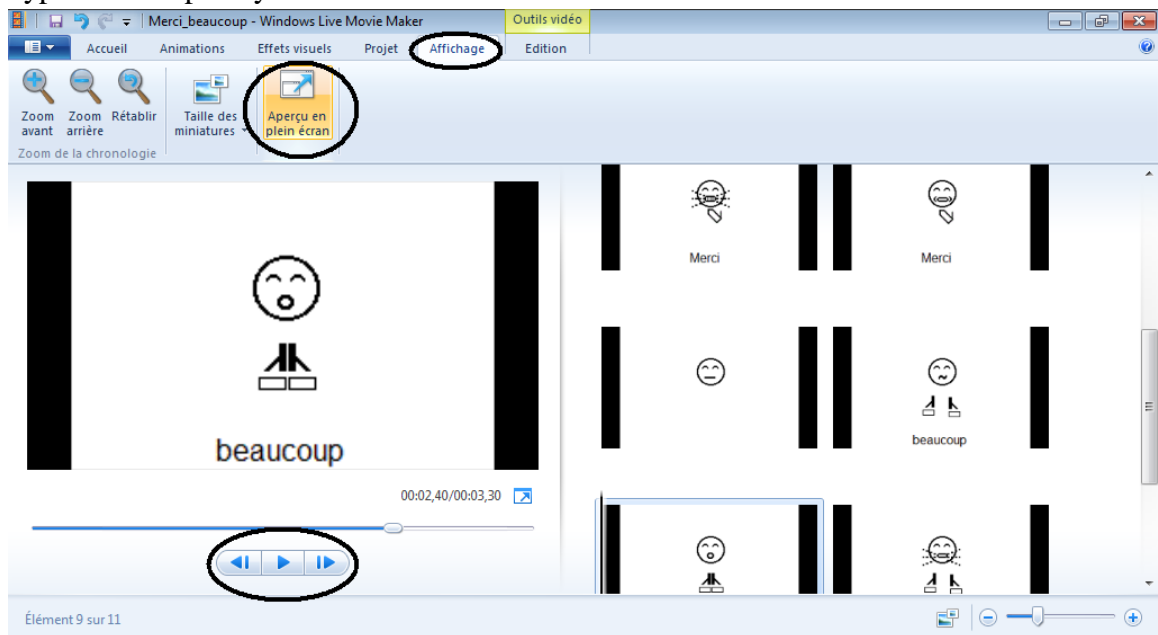 Merci_beaucoup - Windows Live Movie Maker
Outils vidéo
Accueil Animations Effets visuels Projet Affichage Edition
Zoom avant
Zoom arrière
Rétablir
Taille des miniatures
Aperçu en plein écran
Zoom de la chronologie
beaucoup
00:02,40/00:03,30
Merci
Merci
beaucoup
Élément 9 sur 11